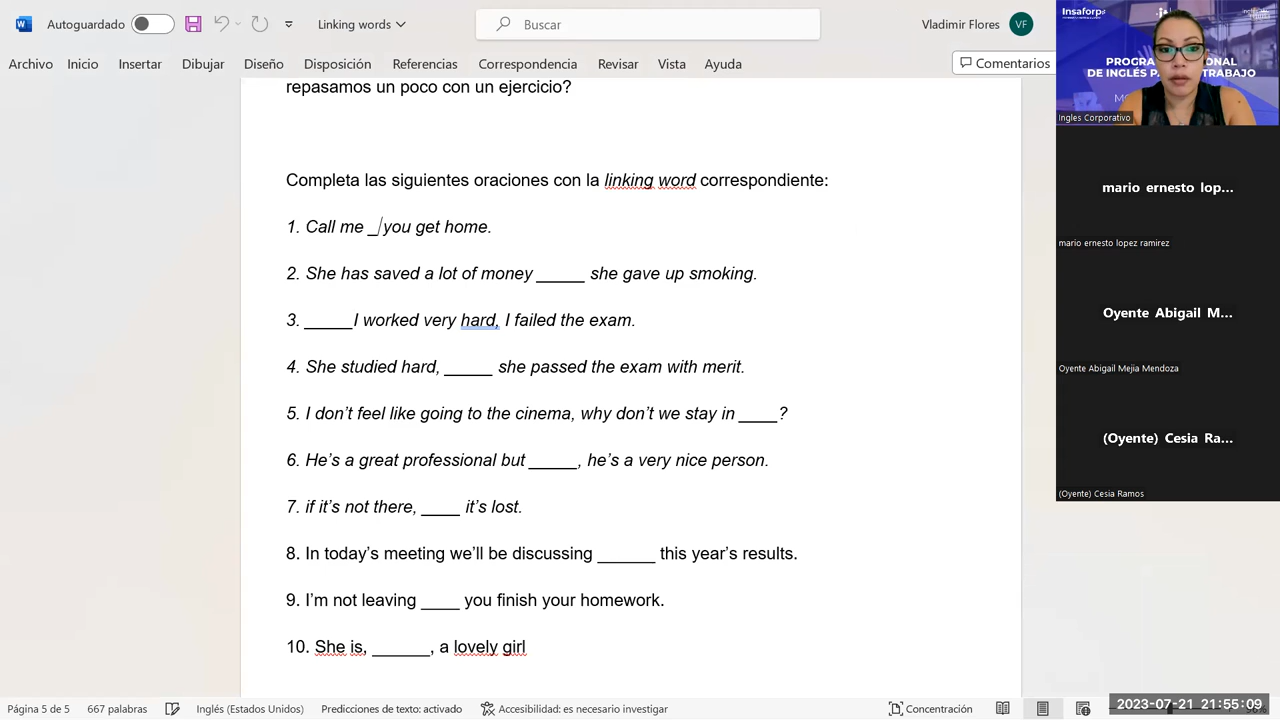 Autoguardado
Linking words
Buscar
Vladimir Flores
VF
Archivo Inicio Insertar Dibujar Diseño Disposición Referencias Correspondencia Revisar Vista Ayuda
Comentarios
repasamos un poco con un ejercicio?
Completa las siguientes oraciones con la linking word correspondiente:
1. Call me _ you get home.
2. She has saved a lot of money _____ she gave up smoking.
3. _____I worked very hard, I failed the exam.
4. She studied hard, _____ she passed the exam with merit.
5. I don't feel like going to the cinema, why don't we stay in ____?
6. He's a great professional but _____, he's a very nice person.
7. if it's not there, ____ it's lost.
8. In today's meeting we'll be discussing ______ this year's results.
9. I'm not leaving ____ you finish your homework.
10. She is, ______, a lovely girl
Insaforp
Ingles Corporativo
mario ernesto lop...
mario ernesto lopez ramirez
Oyente Abigail M...
Oyente Abigail Mejia Mendoza
(Oyente) Cesia Ra...
(Oyente) Cesia Ramos
Página 5 de 5 667 palabras Inglés (Estados Unidos) Predicciones de texto: activado Accesibilidad: es necesario investigar
Concentración
2023-07-21 21:55:09